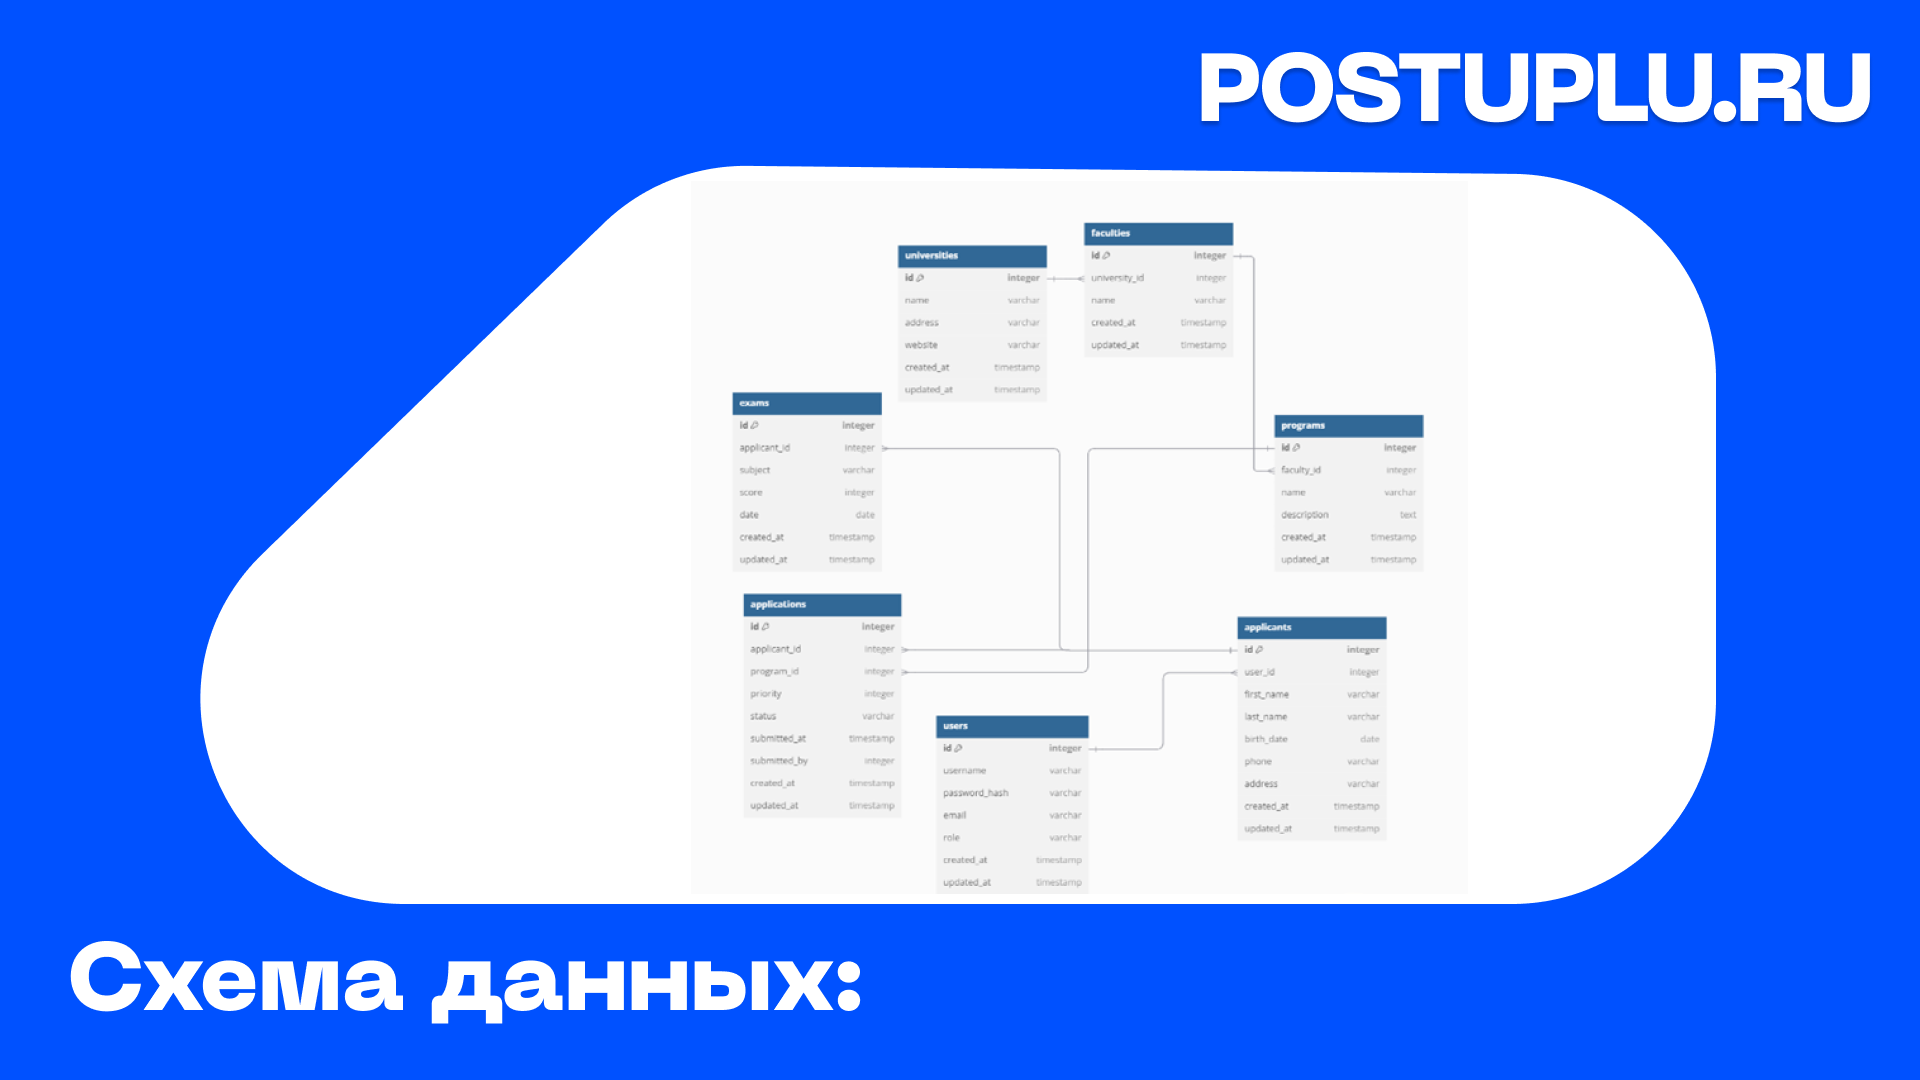 POSTUPLU.RU
faculties
id integer
university_id integer
name varchar
created_at timestamp
updated_at timestamp
universities
id integer
name varchar
address varchar
website varchar
created_at timestamp
updated_at timestamp
exams
id integer
applicant_id integer
subject varchar
score integer
date date
created_at timestamp
updated_at timestamp
programs
id integer
faculty_id integer
name varchar
description text
created_at timestamp
updated_at timestamp
applications
id integer
applicant_id integer
program_id integer
priority integer
status varchar
submitted_at timestamp
submitted_by integer
created_at timestamp
updated_at timestamp
applicants
id integer
user_id integer
first_name varchar
last_name varchar
birth_date date
phone varchar
address varchar
created_at timestamp
updated_at timestamp
users
id integer
username varchar
password_hash varchar
email varchar
role varchar
created_at timestamp
updated_at timestamp
Схема данных: